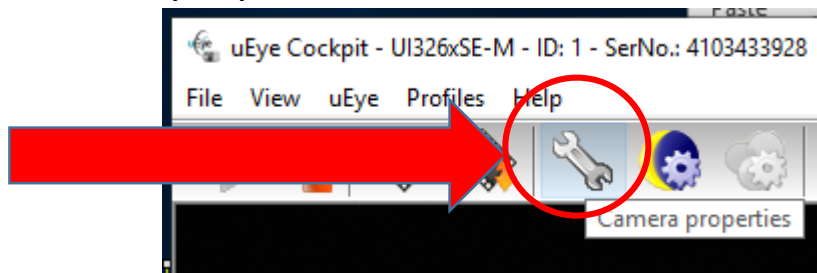 Paste
uEye Cockpit - UI326xSE-M - ID: 1 - SerNo.: 4103433928
File View uEye Profiles Help
Camera properties